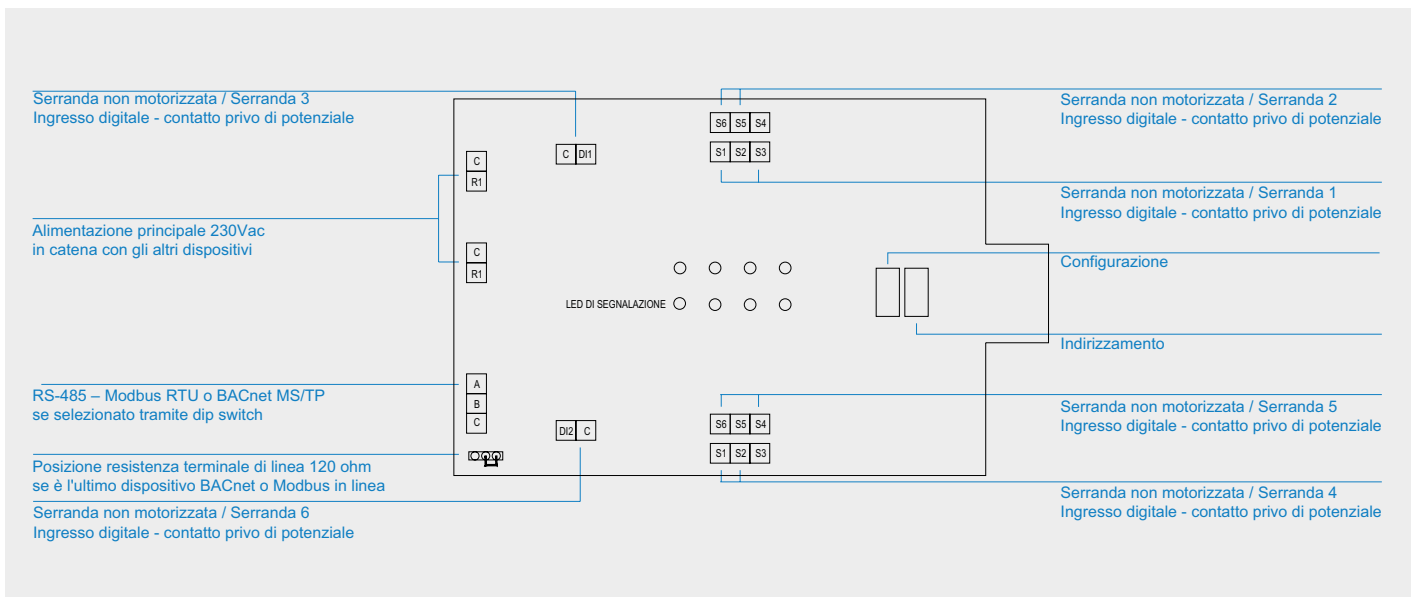 Serranda non motorizzata / Serranda 3
Ingresso digitale - contatto privo di potenziale
Alimentazione principale 230Vac
in catena con gli altri dispositivi
RS-485 – Modbus RTU o BACnet MS/TP
se selezionato tramite dip switch
Posizione resistenza terminale di linea 120 ohm
se è l'ultimo dispositivo BACnet o Modbus in linea
Serranda non motorizzata / Serranda 6
Ingresso digitale - contatto privo di potenziale
C
R1
C
R1
A
B
C
C DI1
DI2 C
S6 S5 S4
S1 S2 S3
LED DI SEGNALAZIONE
S6 S5 S4
S1 S2 S3
Serranda non motorizzata / Serranda 2
Ingresso digitale - contatto privo di potenziale
Serranda non motorizzata / Serranda 1
Ingresso digitale - contatto privo di potenziale
Configurazione
Indirizzamento
Serranda non motorizzata / Serranda 5
Ingresso digitale - contatto privo di potenziale
Serranda non motorizzata / Serranda 4
Ingresso digitale - contatto privo di potenziale